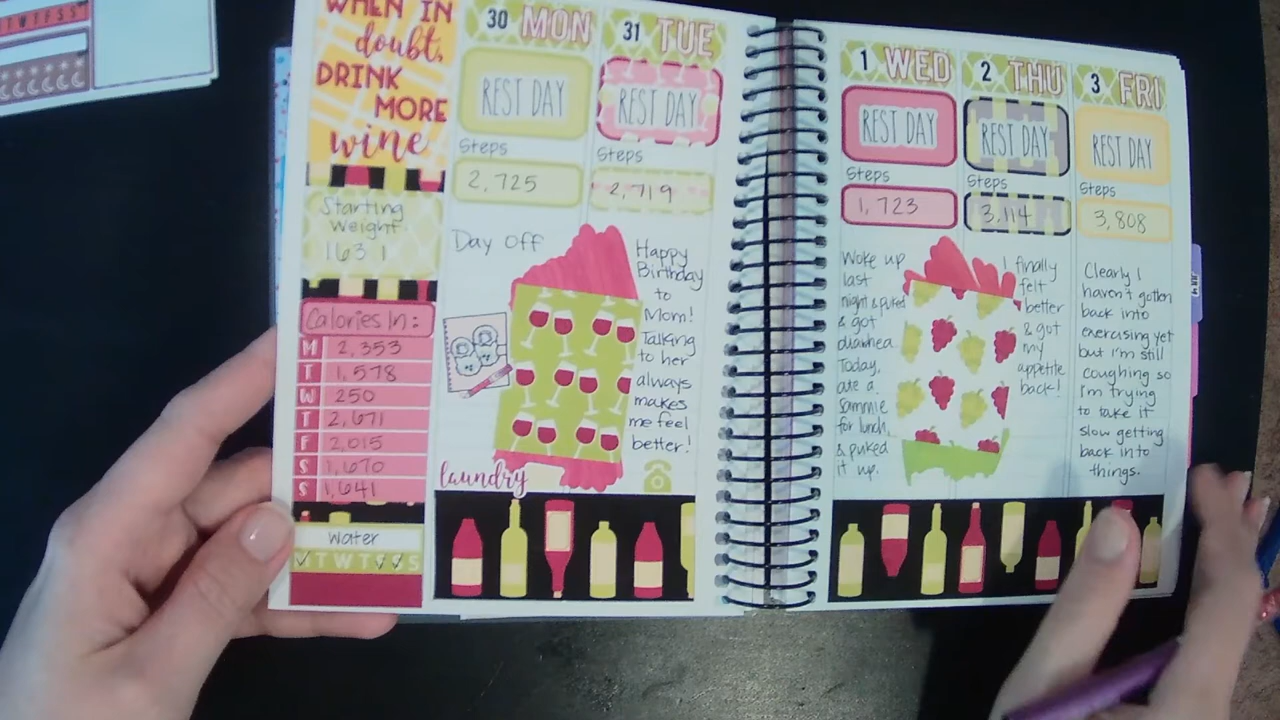 WHEN IN
doubt,
DRINK
MORE
wine
Starting
Weight
163.1
Calories In:
M 2,353
T 1,578
W 250
T 2,671
F 2,015
S 1,670
S 1,641
Water
T W T S
30 MON
REST DAY
Steps
2,725
Day Off
laundry
31 TUE
REST DAY
Steps
2,719
Happy
Birthday
to
Mom!
Talking
to her
always
makes
me feel
better!
1 WED
REST DAY
Steps
1,723
Woke up
last
night & puked
& got
diarrhea.
Today,
ate a
sammie
for lunch,
& puked
it up.
2 THU
REST DAY
Steps
3,114
I finally
felt
better
& got
my
appetite
back!
3 FRI
REST DAY
Steps
3,808
Clearly I
haven't gotten
back into
exercising yet
but I'm still
coughing so
I'm trying
to take it
slow getting
back into
things.